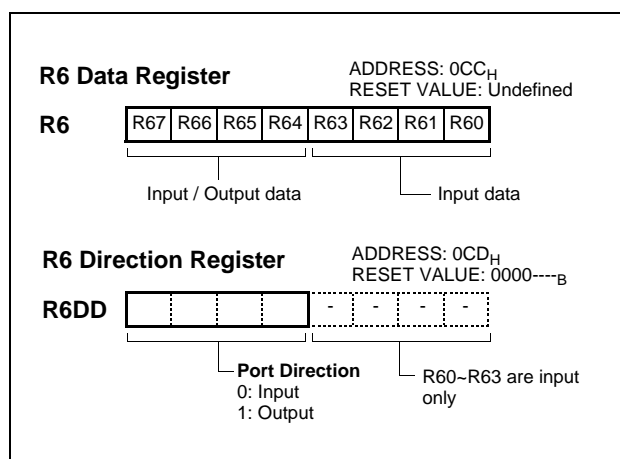 R6 Data Register
ADDRESS: 0CCH
RESET VALUE: Undefined
R6
R67 R66 R65 R64 R63 R62 R61 R60
Input / Output data
Input data
R6 Direction Register
ADDRESS: 0CDH
RESET VALUE: 0000----B
R6DD
- - - -
Port Direction
0: Input
1: Output
R60~R63 are input
only